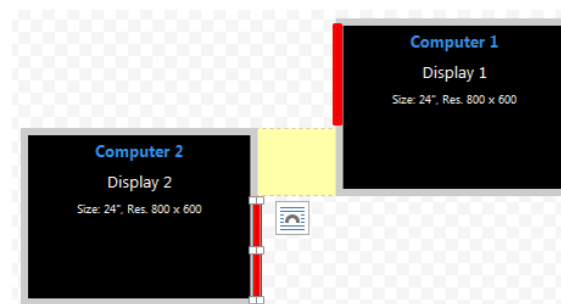 Computer 1
Display 1
Size: 24", Res. 800 x 600
Computer 2
Display 2
Size: 24", Res. 800 x 600